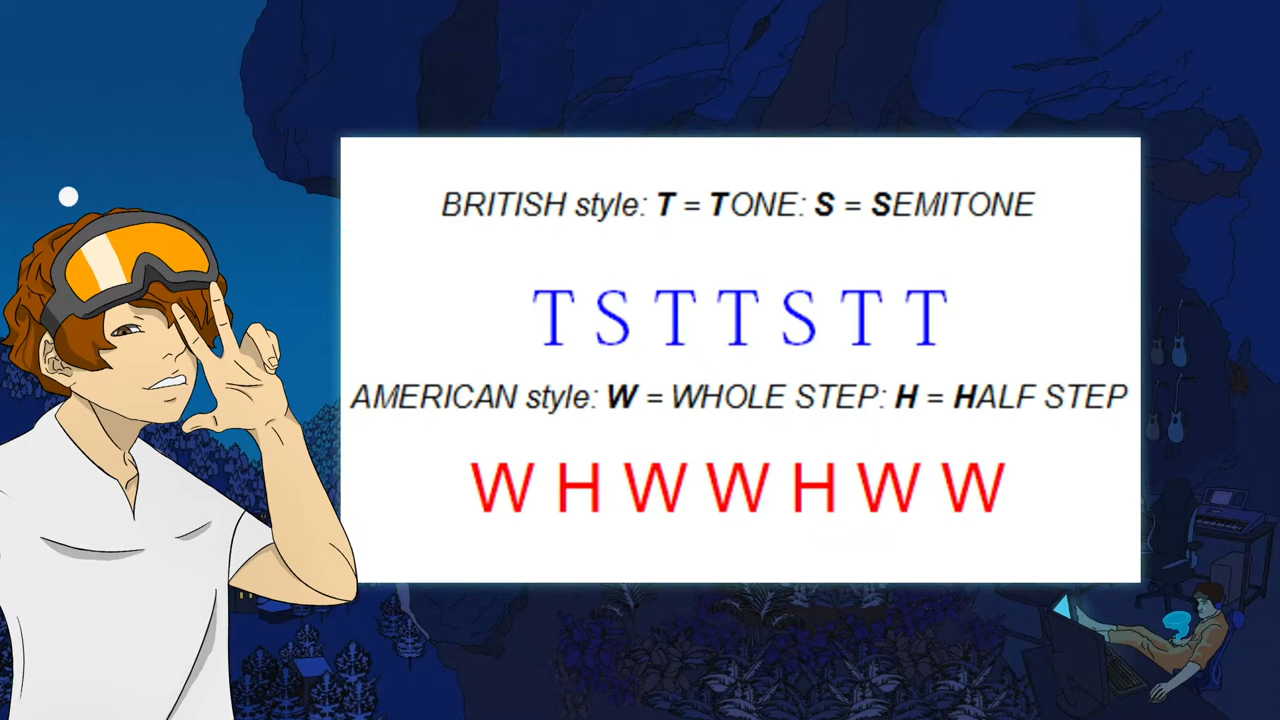 BRITISH style: T = TONE: S = SEMITONE
T S T T S T T
AMERICAN style: W = WHOLE STEP: H = HALF STEP
W H W W H W W